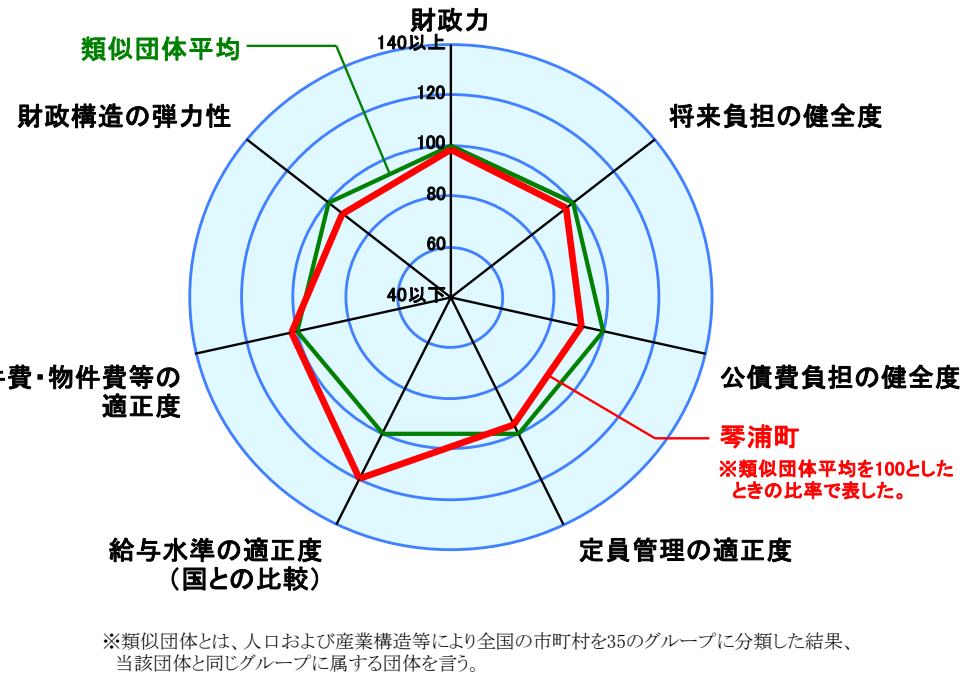 財政力
類似団体平均
140以上
120
100
80
60
40以下
財政構造の弾力性
将来負担の健全度
件費・物件費等の
適正度
公債費負担の健全度
琴浦町
※類似団体平均を100とした
ときの比率で表した。
給与水準の適正度
（国との比較）
定員管理の適正度
※類似団体とは、人口および産業構造等により全国の市町村を35のグループに分類した結果、
当該団体と同じグループに属する団体を言う。